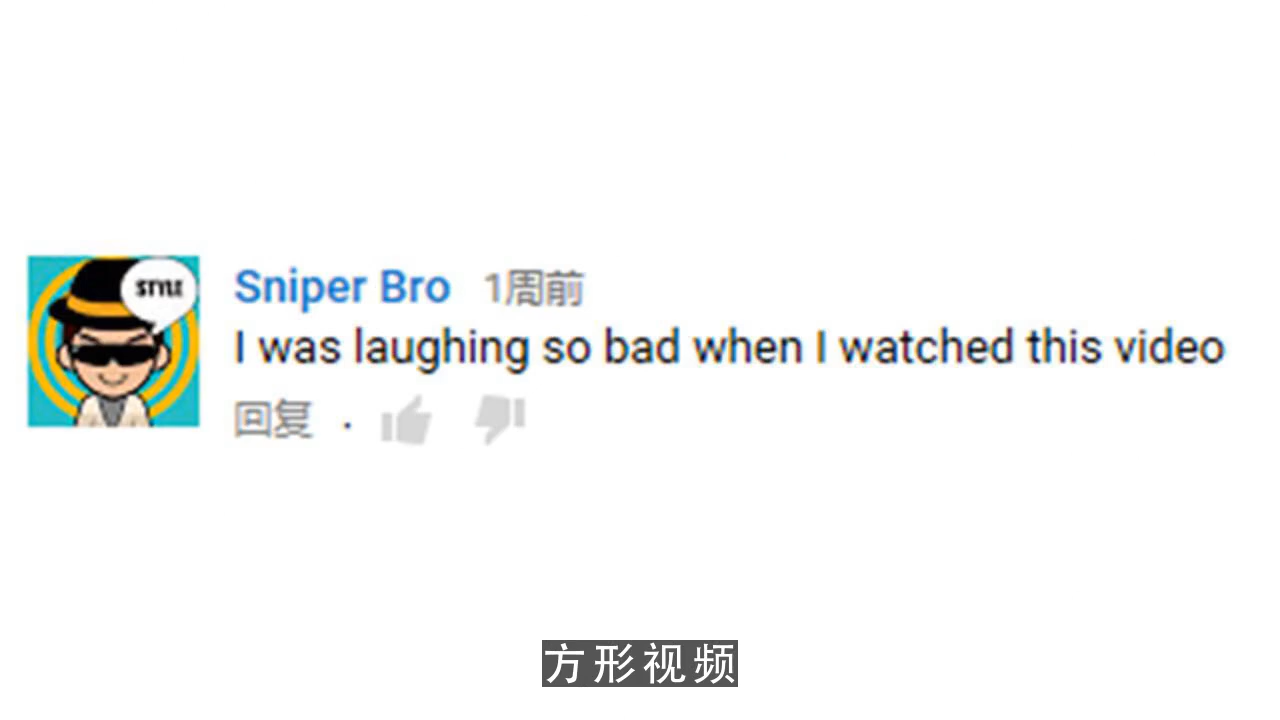 STYLE
Sniper Bro 1周前
I was laughing so bad when I watched this video
回复 ·
方形视频